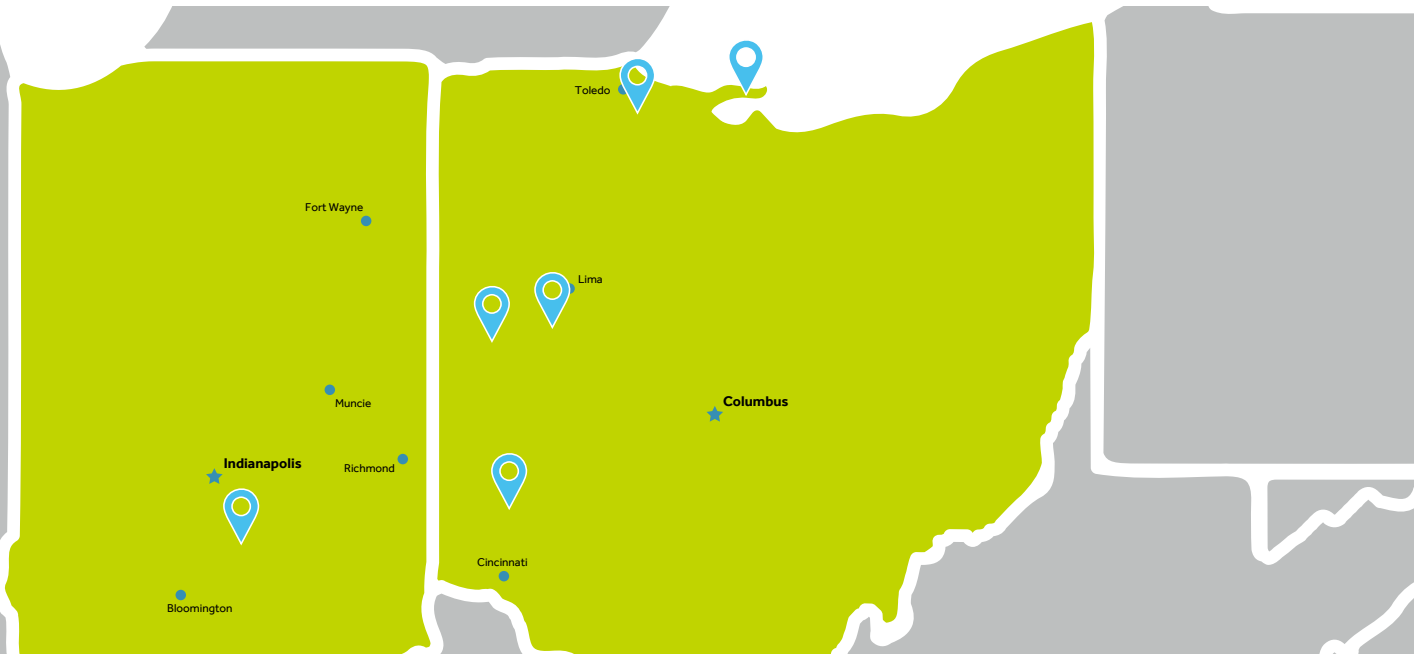 Toledo
Fort Wayne
Lima
Columbus
Muncie
Indianapolis
Richmond
Cincinnati
Bloomington